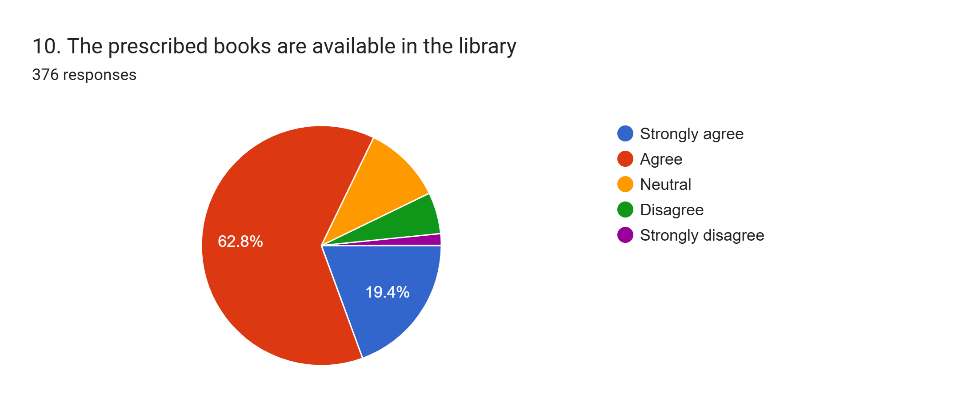 10. The prescribed books are available in the library
376 responses
62.8%
19.4%
Strongly agree
Agree
Neutral
Disagree
Strongly disagree